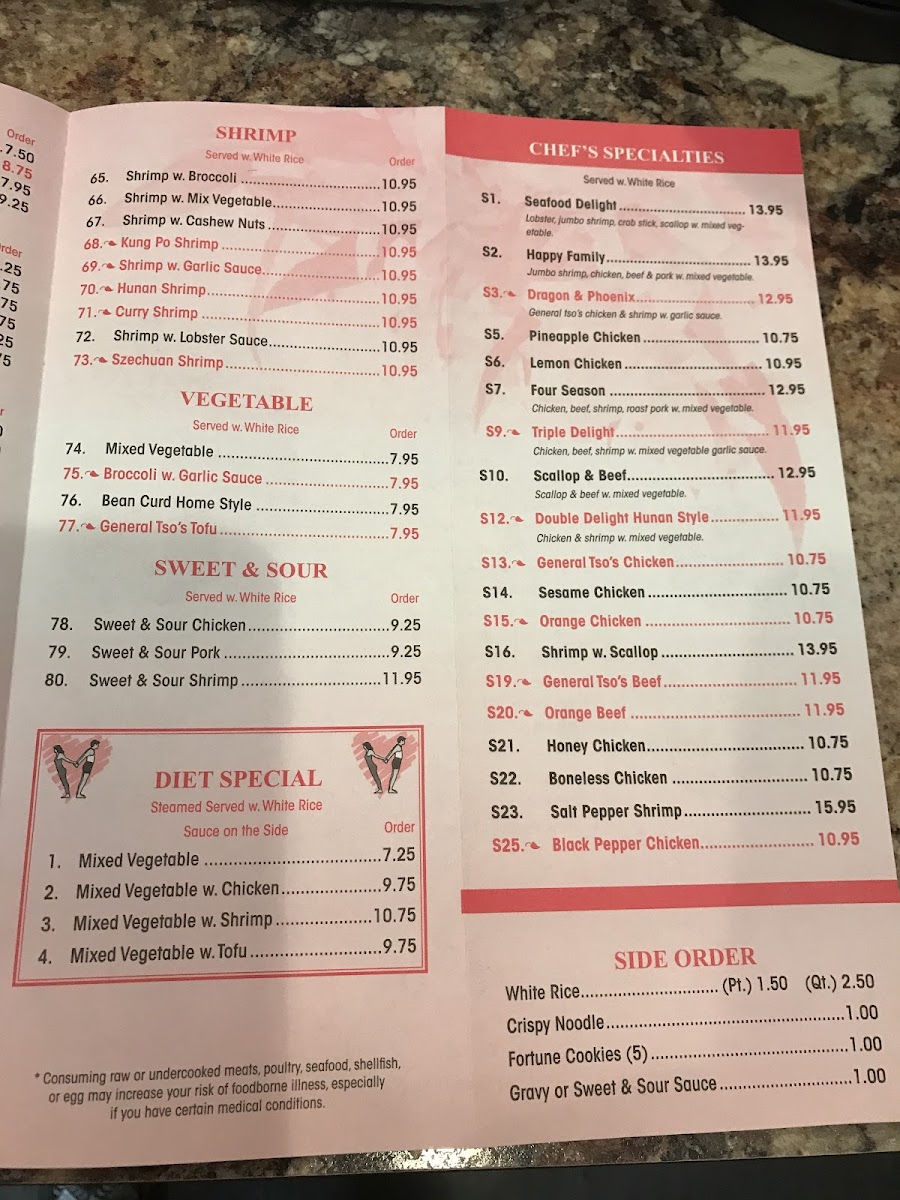 Order
.7.50
8.75
7.95
9.25
rder
.25
.75
75
75
25
75
r
0
SHRIMP
Served w. White Rice
Order
65. Shrimp w. Broccoli ................................10.95
66. Shrimp w. Mix Vegetable........................10.95
67. Shrimp w. Cashew Nuts .........................10.95
68. Kung Po Shrimp ...................................10.95
69. Shrimp w. Garlic Sauce..........................10.95
70. Hunan Shrimp......................................10.95
71. Curry Shrimp .......................................10.95
72. Shrimp w. Lobster Sauce.........................10.95
73. Szechuan Shrimp...................................10.95
VEGETABLE
Served w. White Rice
Order
74. Mixed Vegetable ...................................7.95
75. Broccoli w. Garlic Sauce .........................7.95
76. Bean Curd Home Style ...........................7.95
77. General Tso's Tofu .................................7.95
SWEET & SOUR
Served w. White Rice
Order
78. Sweet & Sour Chicken.............................9.25
79. Sweet & Sour Pork .................................9.25
80. Sweet & Sour Shrimp .............................11.95
DIET SPECIAL
Steamed Served w. White Rice
Sauce on the Side
Order
1. Mixed Vegetable ...................................7.25
2. Mixed Vegetable w. Chicken....................9.75
3. Mixed Vegetable w. Shrimp ...................10.75
4. Mixed Vegetable w. Tofu ..........................9.75
* Consuming raw or undercooked meats, poultry, seafood, shellfish,
or egg may increase your risk of foodborne illness, especially
if you have certain medical conditions.
CHEF'S SPECIALTIES
Served w. White Rice
S1. Seafood Delight ............................... 13.95
Lobster, jumbo shrimp, crab stick, scallop w. mixed veg-
etable.
S2. Happy Family................................... 13.95
Jumbo shrimp, chicken, beef & pork w. mixed vegetable.
S3. Dragon & Phoenix............................ 12.95
General tso's chicken & shrimp w. garlic sauce.
S5. Pineapple Chicken ............................ 10.75
S6. Lemon Chicken ................................ 10.95
S7. Four Season .................................... 12.95
Chicken, beef, shrimp, roast pork w. mixed vegetable.
S9. Triple Delight................................... 11.95
Chicken, beef, shrimp w. mixed vegetable garlic sauce.
S10. Scallop & Beef................................. 12.95
Scallop & beef w. mixed vegetable.
S12. Double Delight Hunan Style................ 11.95
Chicken & shrimp w. mixed vegetable.
S13. General Tso's Chicken........................ 10.75
S14. Sesame Chicken ............................... 10.75
S15. Orange Chicken ............................... 10.75
S16. Shrimp w. Scallop ............................. 13.95
S19. General Tso's Beef............................. 11.95
S20. Orange Beef .................................... 11.95
S21. Honey Chicken.................................. 10.75
S22. Boneless Chicken .............................. 10.75
S23. Salt Pepper Shrimp............................ 15.95
S25. Black Pepper Chicken......................... 10.95
SIDE ORDER
White Rice.............................. (Pt.) 1.50 (Qt.) 2.50
Crispy Noodle.....................................................1.00
Fortune Cookies (5) ...........................................1.00
Gravy or Sweet & Sour Sauce.............................1.00